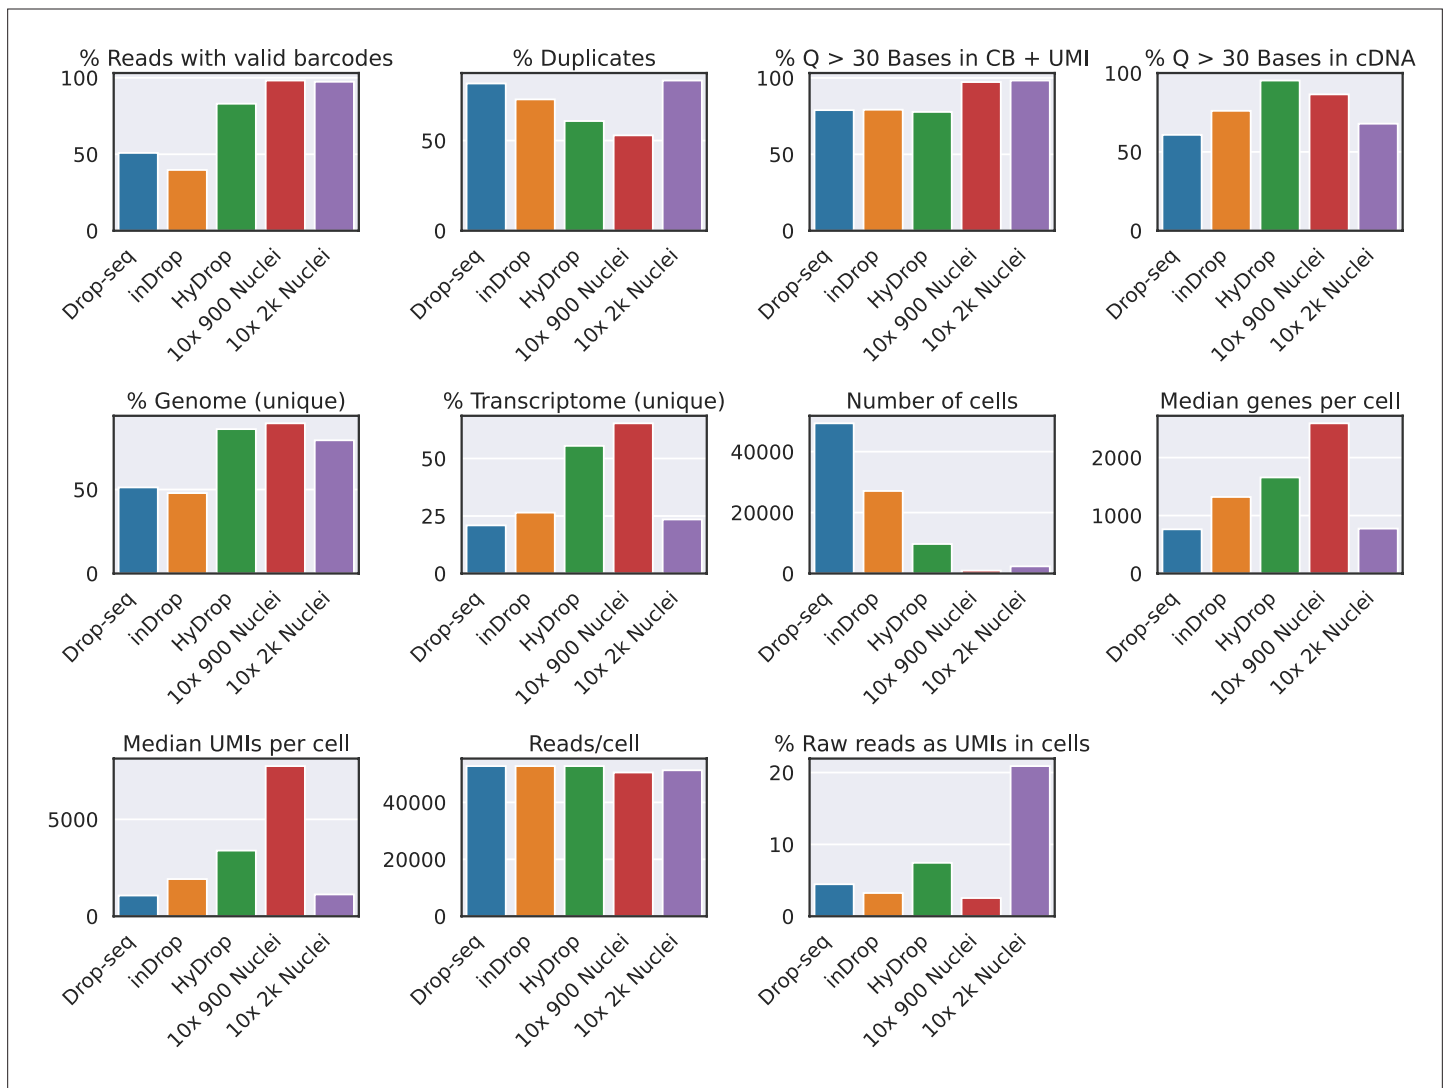 % Reads with valid barcodes
100
50
0
Drop-seq
inDrop
HyDrop
10x 900 Nuclei
10x 2k Nuclei
% Duplicates
50
0
Drop-seq
inDrop
HyDrop
10x 900 Nuclei
10x 2k Nuclei
% Q > 30 Bases in CB + UMI
100
50
0
Drop-seq
inDrop
HyDrop
10x 900 Nuclei
10x 2k Nuclei
% Q > 30 Bases in cDNA
100
50
0
Drop-seq
inDrop
HyDrop
10x 900 Nuclei
10x 2k Nuclei
% Genome (unique)
50
0
Drop-seq
inDrop
HyDrop
10x 900 Nuclei
10x 2k Nuclei
% Transcriptome (unique)
50
25
0
Drop-seq
inDrop
HyDrop
10x 900 Nuclei
10x 2k Nuclei
Number of cells
40000
20000
0
Drop-seq
inDrop
HyDrop
10x 900 Nuclei
10x 2k Nuclei
Median genes per cell
2000
1000
0
Drop-seq
inDrop
HyDrop
10x 900 Nuclei
10x 2k Nuclei
Median UMIs per cell
5000
0
Drop-seq
inDrop
HyDrop
10x 900 Nuclei
10x 2k Nuclei
Reads/cell
40000
20000
0
Drop-seq
inDrop
HyDrop
10x 900 Nuclei
10x 2k Nuclei
% Raw reads as UMIs in cells
20
10
0
Drop-seq
inDrop
HyDrop
10x 900 Nuclei
10x 2k Nuclei